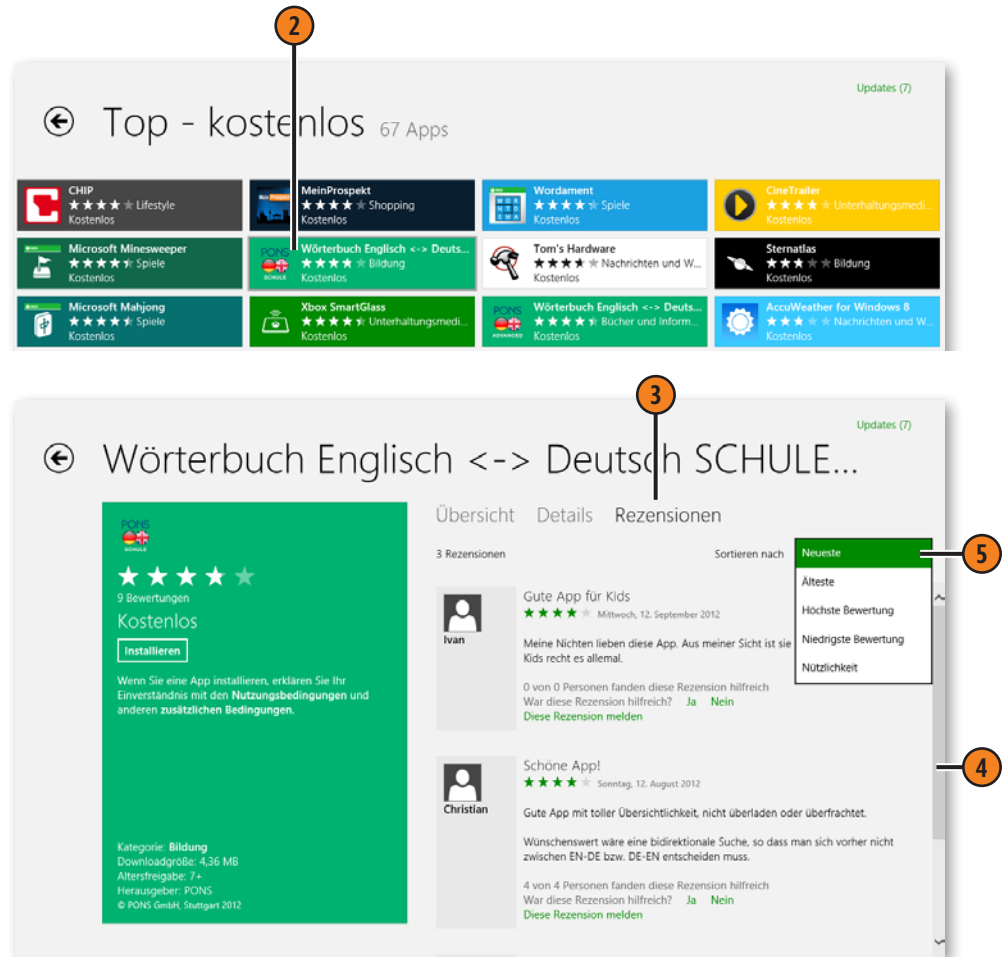 2
Updates (7)
Top - kostenlos 67 Apps
CHIP
Lifestyle
Kostenlos
MeinProspekt
Shopping
Kostenlos
Wordament
Spiele
Kostenlos
CineTrailer
Unterhaltungsmedi...
Kostenlos
Microsoft Minesweeper
Spiele
Kostenlos
PONS
SCHULE
Wörterbuch Englisch <-> Deuts...
Bildung
Kostenlos
Tom's Hardware
Nachrichten und W...
Kostenlos
Sternatlas
Bildung
Kostenlos
Microsoft Mahjong
Spiele
Kostenlos
Xbox SmartGlass
Unterhaltungsmedi...
Kostenlos
PONS
ADVANCED
Wörterbuch Englisch <-> Deuts...
Bücher und Inform...
Kostenlos
AccuWeather for Windows 8
Nachrichten und W...
Kostenlos
3
Updates (7)
Wörterbuch Englisch <-> Deutsch SCHULE...
PONS
SCHULE
9 Bewertungen
Kostenlos
Installieren
Wenn Sie eine App installieren, erklären Sie Ihr
Einverständnis mit den Nutzungsbedingungen und
anderen zusätzlichen Bedingungen.
Kategorie: Bildung
Downloadgröße: 4,36 MB
Altersfreigabe: 7+
Herausgeber: PONS
© PONS GmbH, Stuttgart 2012
Übersicht Details Rezensionen
3 Rezensionen
Sortieren nach
Neueste
5
Älteste
Höchste Bewertung
Niedrigste Bewertung
Nützlichkeit
Ivan
Gute App für Kids
Mittwoch, 12. September 2012
Meine Nichten lieben diese App. Aus meiner Sicht ist sie
Kids recht es allemal.
0 von 0 Personen fanden diese Rezension hilfreich
War diese Rezension hilfreich? Ja Nein
Diese Rezension melden
4
Christian
Schöne App!
Sonntag, 12. August 2012
Gute App mit toller Übersichtlichkeit, nicht überladen oder überfrachtet.
Wünschenswert wäre eine bidirektionale Suche, so dass man sich vorher nicht
zwischen EN-DE bzw. DE-EN entscheiden muss.
4 von 4 Personen fanden diese Rezension hilfreich
War diese Rezension hilfreich? Ja Nein
Diese Rezension melden